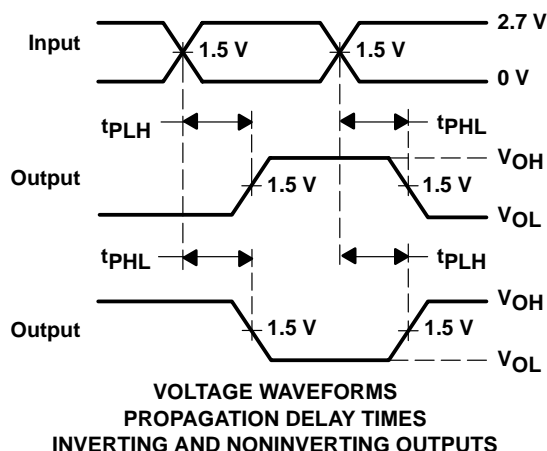 2.7 V
Input
1.5 V
1.5 V
0 V
tPLH
tPHL
VOH
Output
1.5 V
1.5 V
VOL
tPHL
tPLH
VOH
Output
1.5 V
1.5 V
VOL
VOLTAGE WAVEFORMS
PROPAGATION DELAY TIMES
INVERTING AND NONINVERTING OUTPUTS